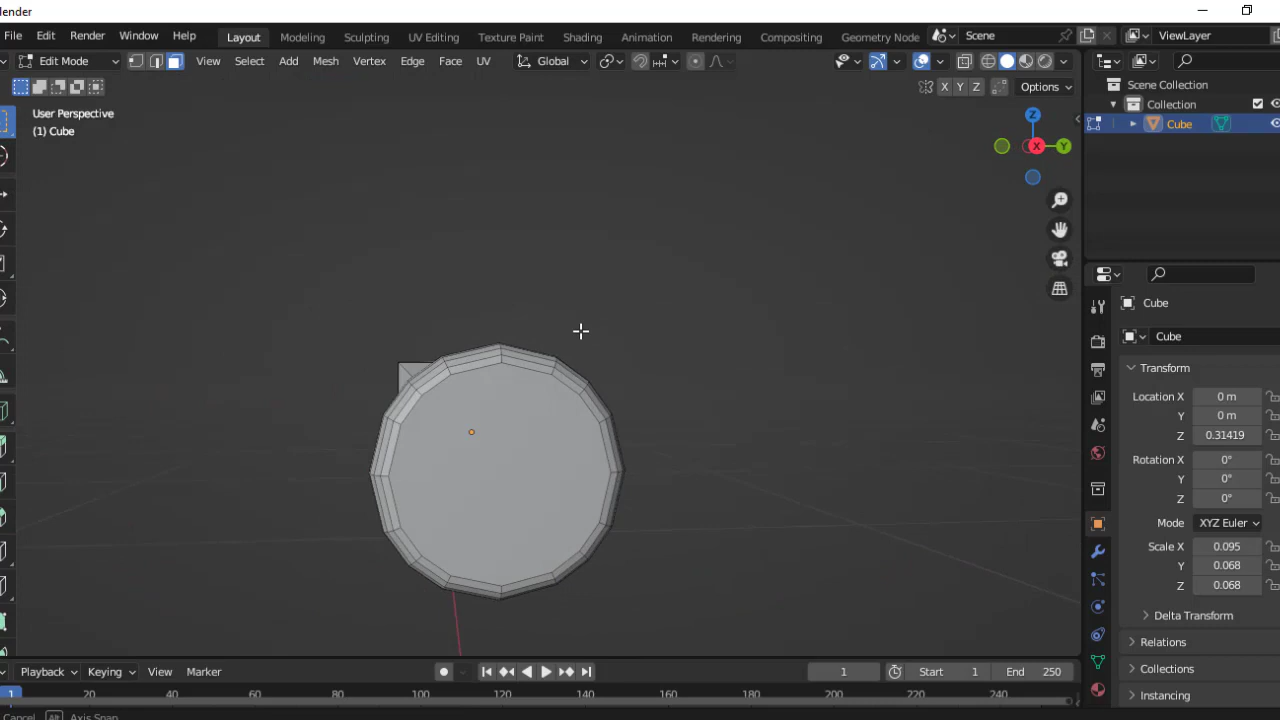 lender
File Edit Render Window Help Layout Modeling Sculpting UV Editing Texture Paint Shading Animation Rendering Compositing Geometry Node Scene ViewLayer
Edit Mode View Select Add Mesh Vertex Edge Face UV Global
X Y Z Options
User Perspective
(1) Cube
Z
X
Y
Scene Collection
Collection
Cube
Cube
Cube
Transform
Location X 0 m
Y 0 m
Z 0.31419
Rotation X 0°
Y 0°
Z 0°
Mode XYZ Euler
Scale X 0.095
Y 0.068
Z 0.068
Delta Transform
Relations
Collections
Instancing
Playback Keying View Marker 1 Start 1 End 250
1 20 40 60 80 100 120 140 160 180 200 220 240
Cancel Alt Axis Snap